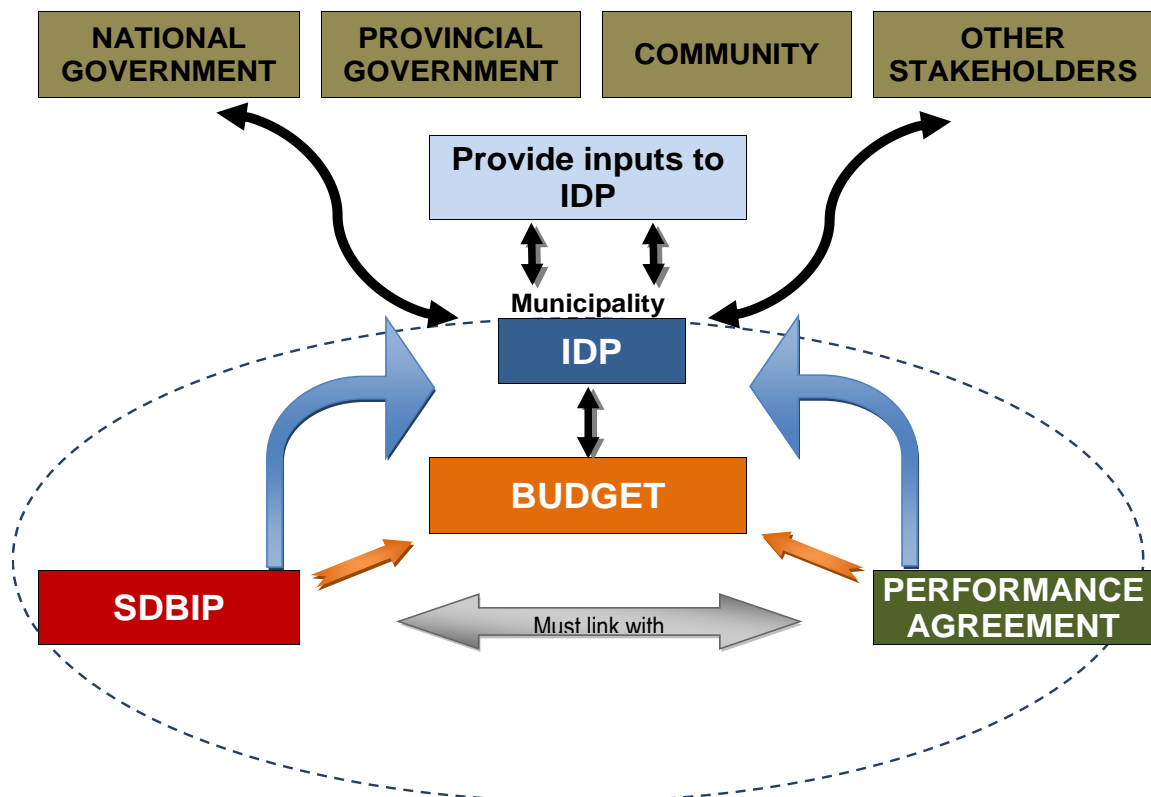 NATIONAL
GOVERNMENT
PROVINCIAL
GOVERNMENT
COMMUNITY
OTHER
STAKEHOLDERS
Provide inputs to
IDP
Municipality
IDP
BUDGET
SDBIP
PERFORMANCE
AGREEMENT
Must link with